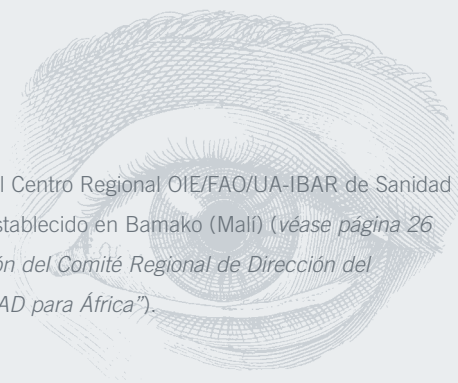 l Centro Regional OIE/FAO/UA-IBAR de Sanidad
stablecido en Bamako (Malí) (véase página 26
ón del Comité Regional de Dirección del
AD para África”).